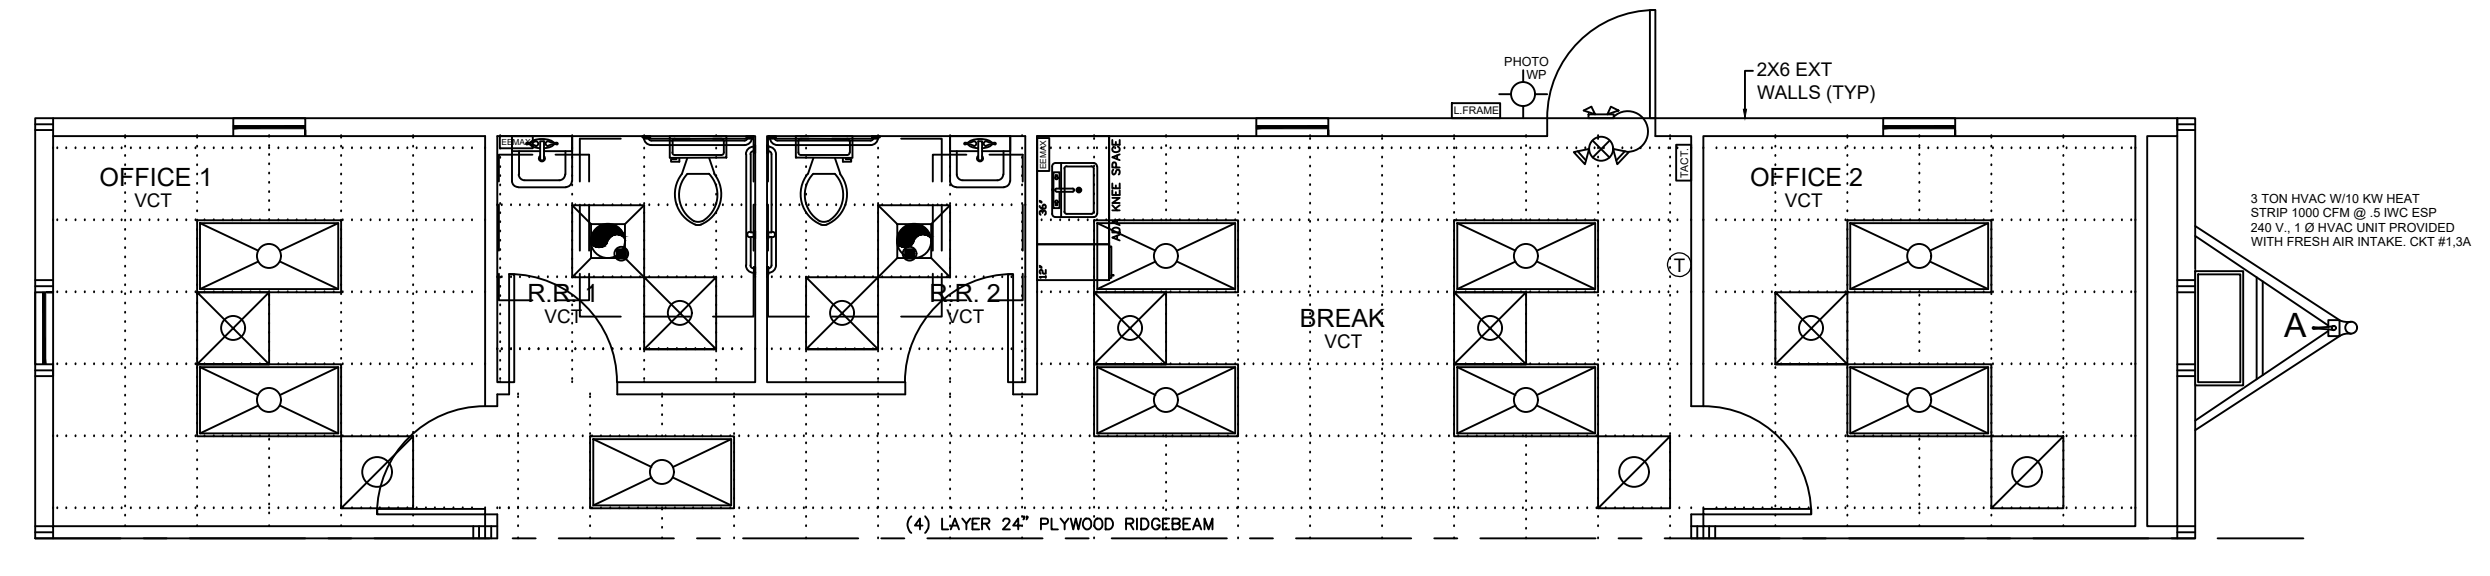 PHOTO
WP
2X6 EXT
WALLS (TYP)
L.FRAME
OFFICE 1
VCT
EEMAX
EEMAX
ADA KNEE SPACE
36"
12"
TACT.
OFFICE 2
VCT
3 TON HVAC W/10 KW HEAT
STRIP 1000 CFM @ .5 IWC ESP
240 V., 1 Ø HVAC UNIT PROVIDED
WITH FRESH AIR INTAKE. CKT #1,3A
T
R.R. 1
VCT
R.R. 2
VCT
BREAK
VCT
A
(4) LAYER 24" PLYWOOD RIDGEBEAM